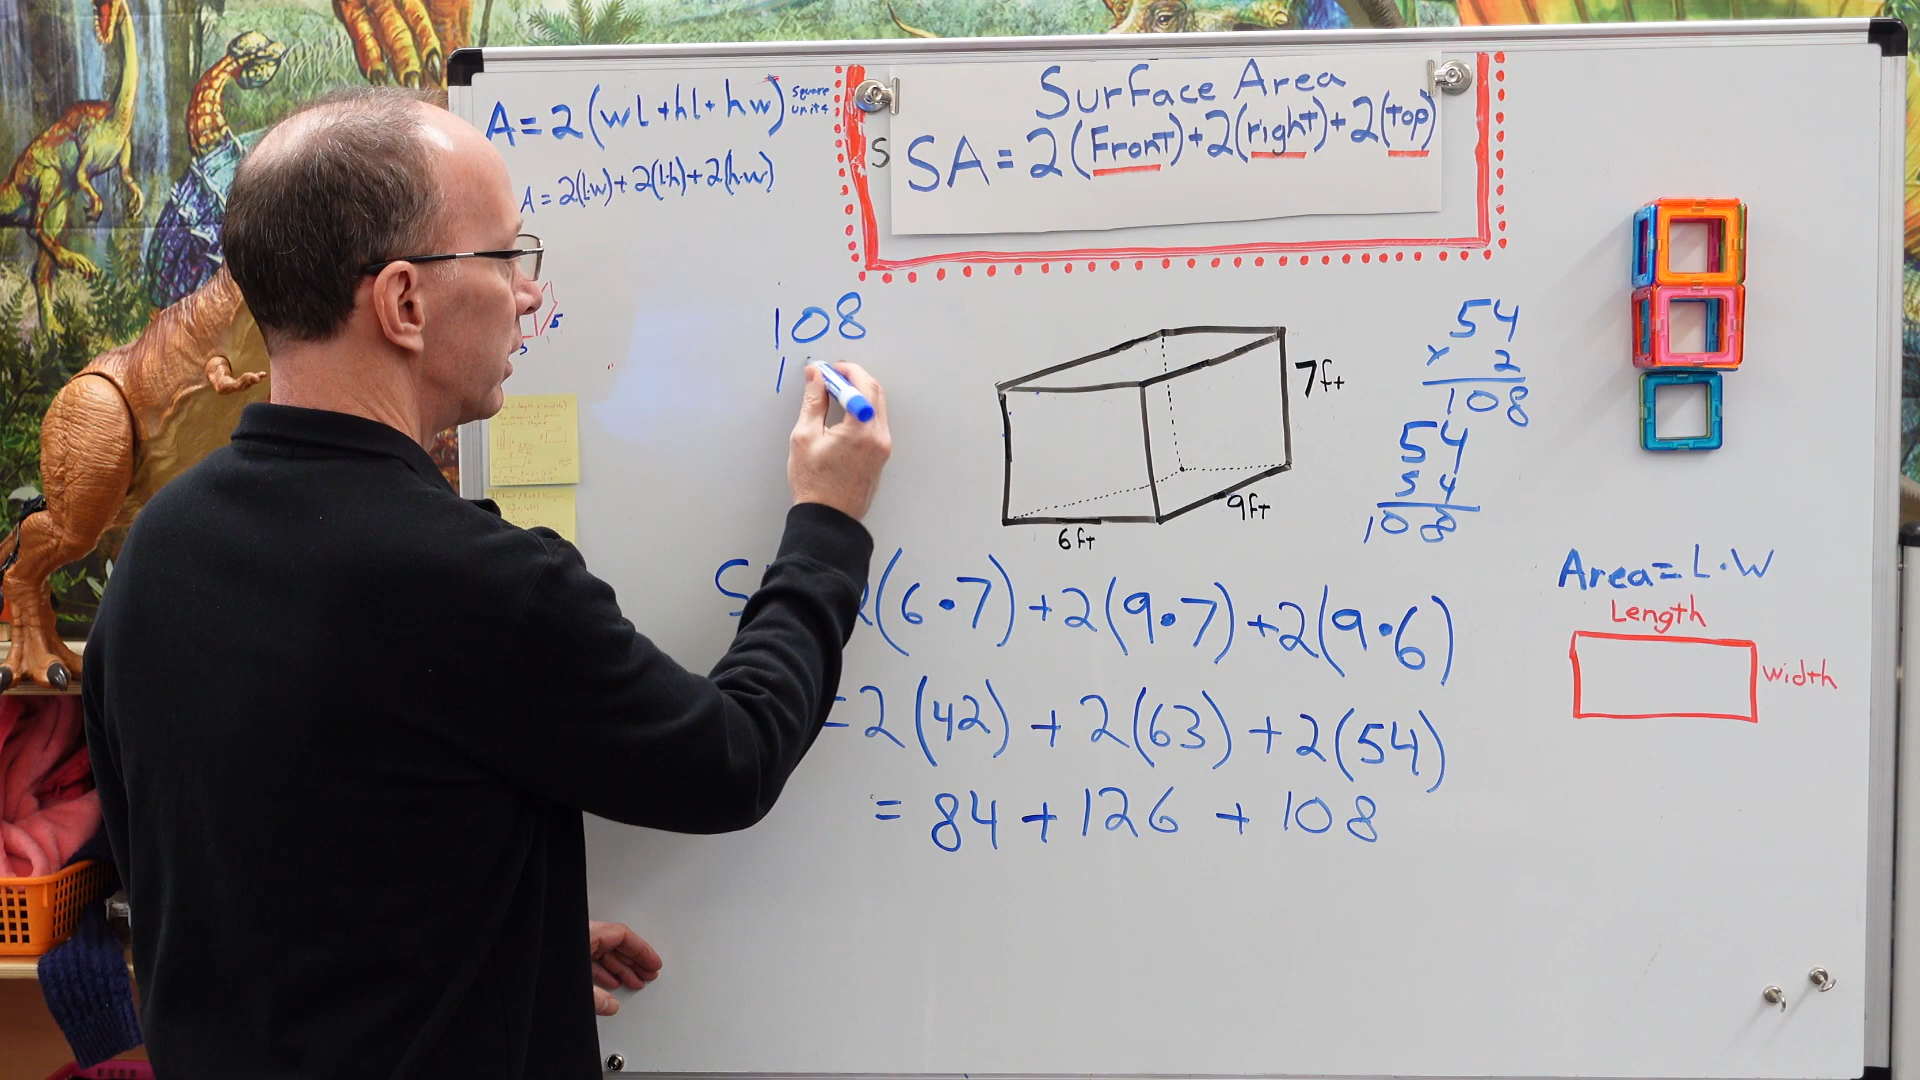 A = 2(wl+hl+hw) square units
A = 2(l·w)+2(l·h)+2(h·w)
Surface Area
SA = 2(Front)+2(right)+2(top)
S
5
108
1
7ft
9ft
6ft
54
x 2
108
54
54
108
Area = L·W
Length
width
S 2(6·7)+2(9·7)+2(9·6)
=2(42)+2(63)+2(54)
= 84+126+108